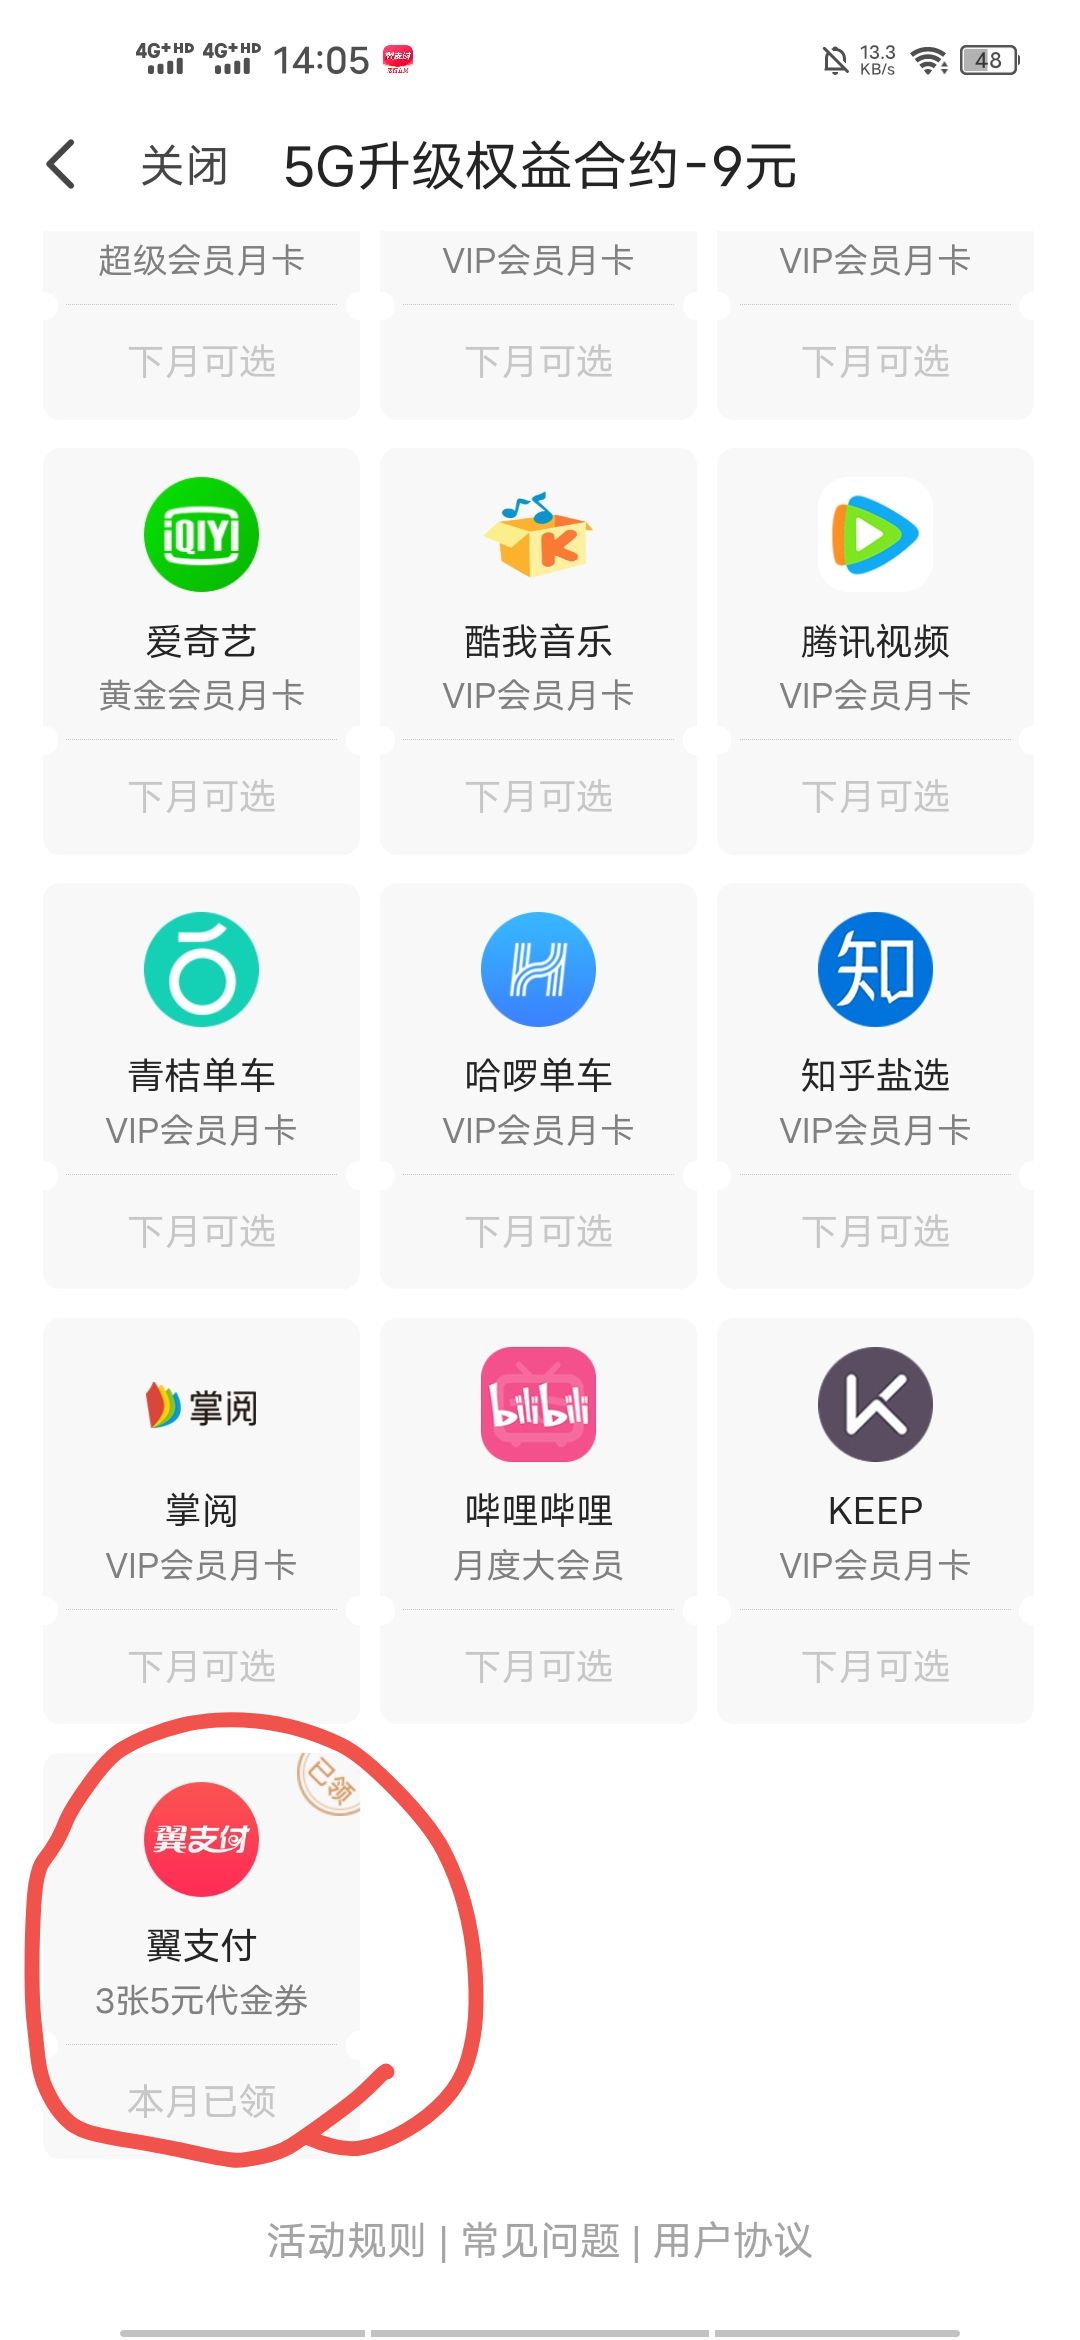 4G+HD 4G+HD 14:05 翼支付 13.3 KB/s 48
关闭 5G升级权益合约-9元
超级会员月卡 VIP会员月卡 VIP会员月卡
下月可选 下月可选 下月可选
iQIYI K
爱奇艺 酷我音乐 腾讯视频
黄金会员月卡 VIP会员月卡 VIP会员月卡
下月可选 下月可选 下月可选
知
青桔单车 哈啰单车 知乎盐选
VIP会员月卡 VIP会员月卡 VIP会员月卡
下月可选 下月可选 下月可选
掌阅 bilibili
掌阅 哔哩哔哩 KEEP
VIP会员月卡 月度大会员 VIP会员月卡
下月可选 下月可选 下月可选
已领
翼支付
翼支付
3张5元代金券
本月已领
活动规则 | 常见问题 | 用户协议